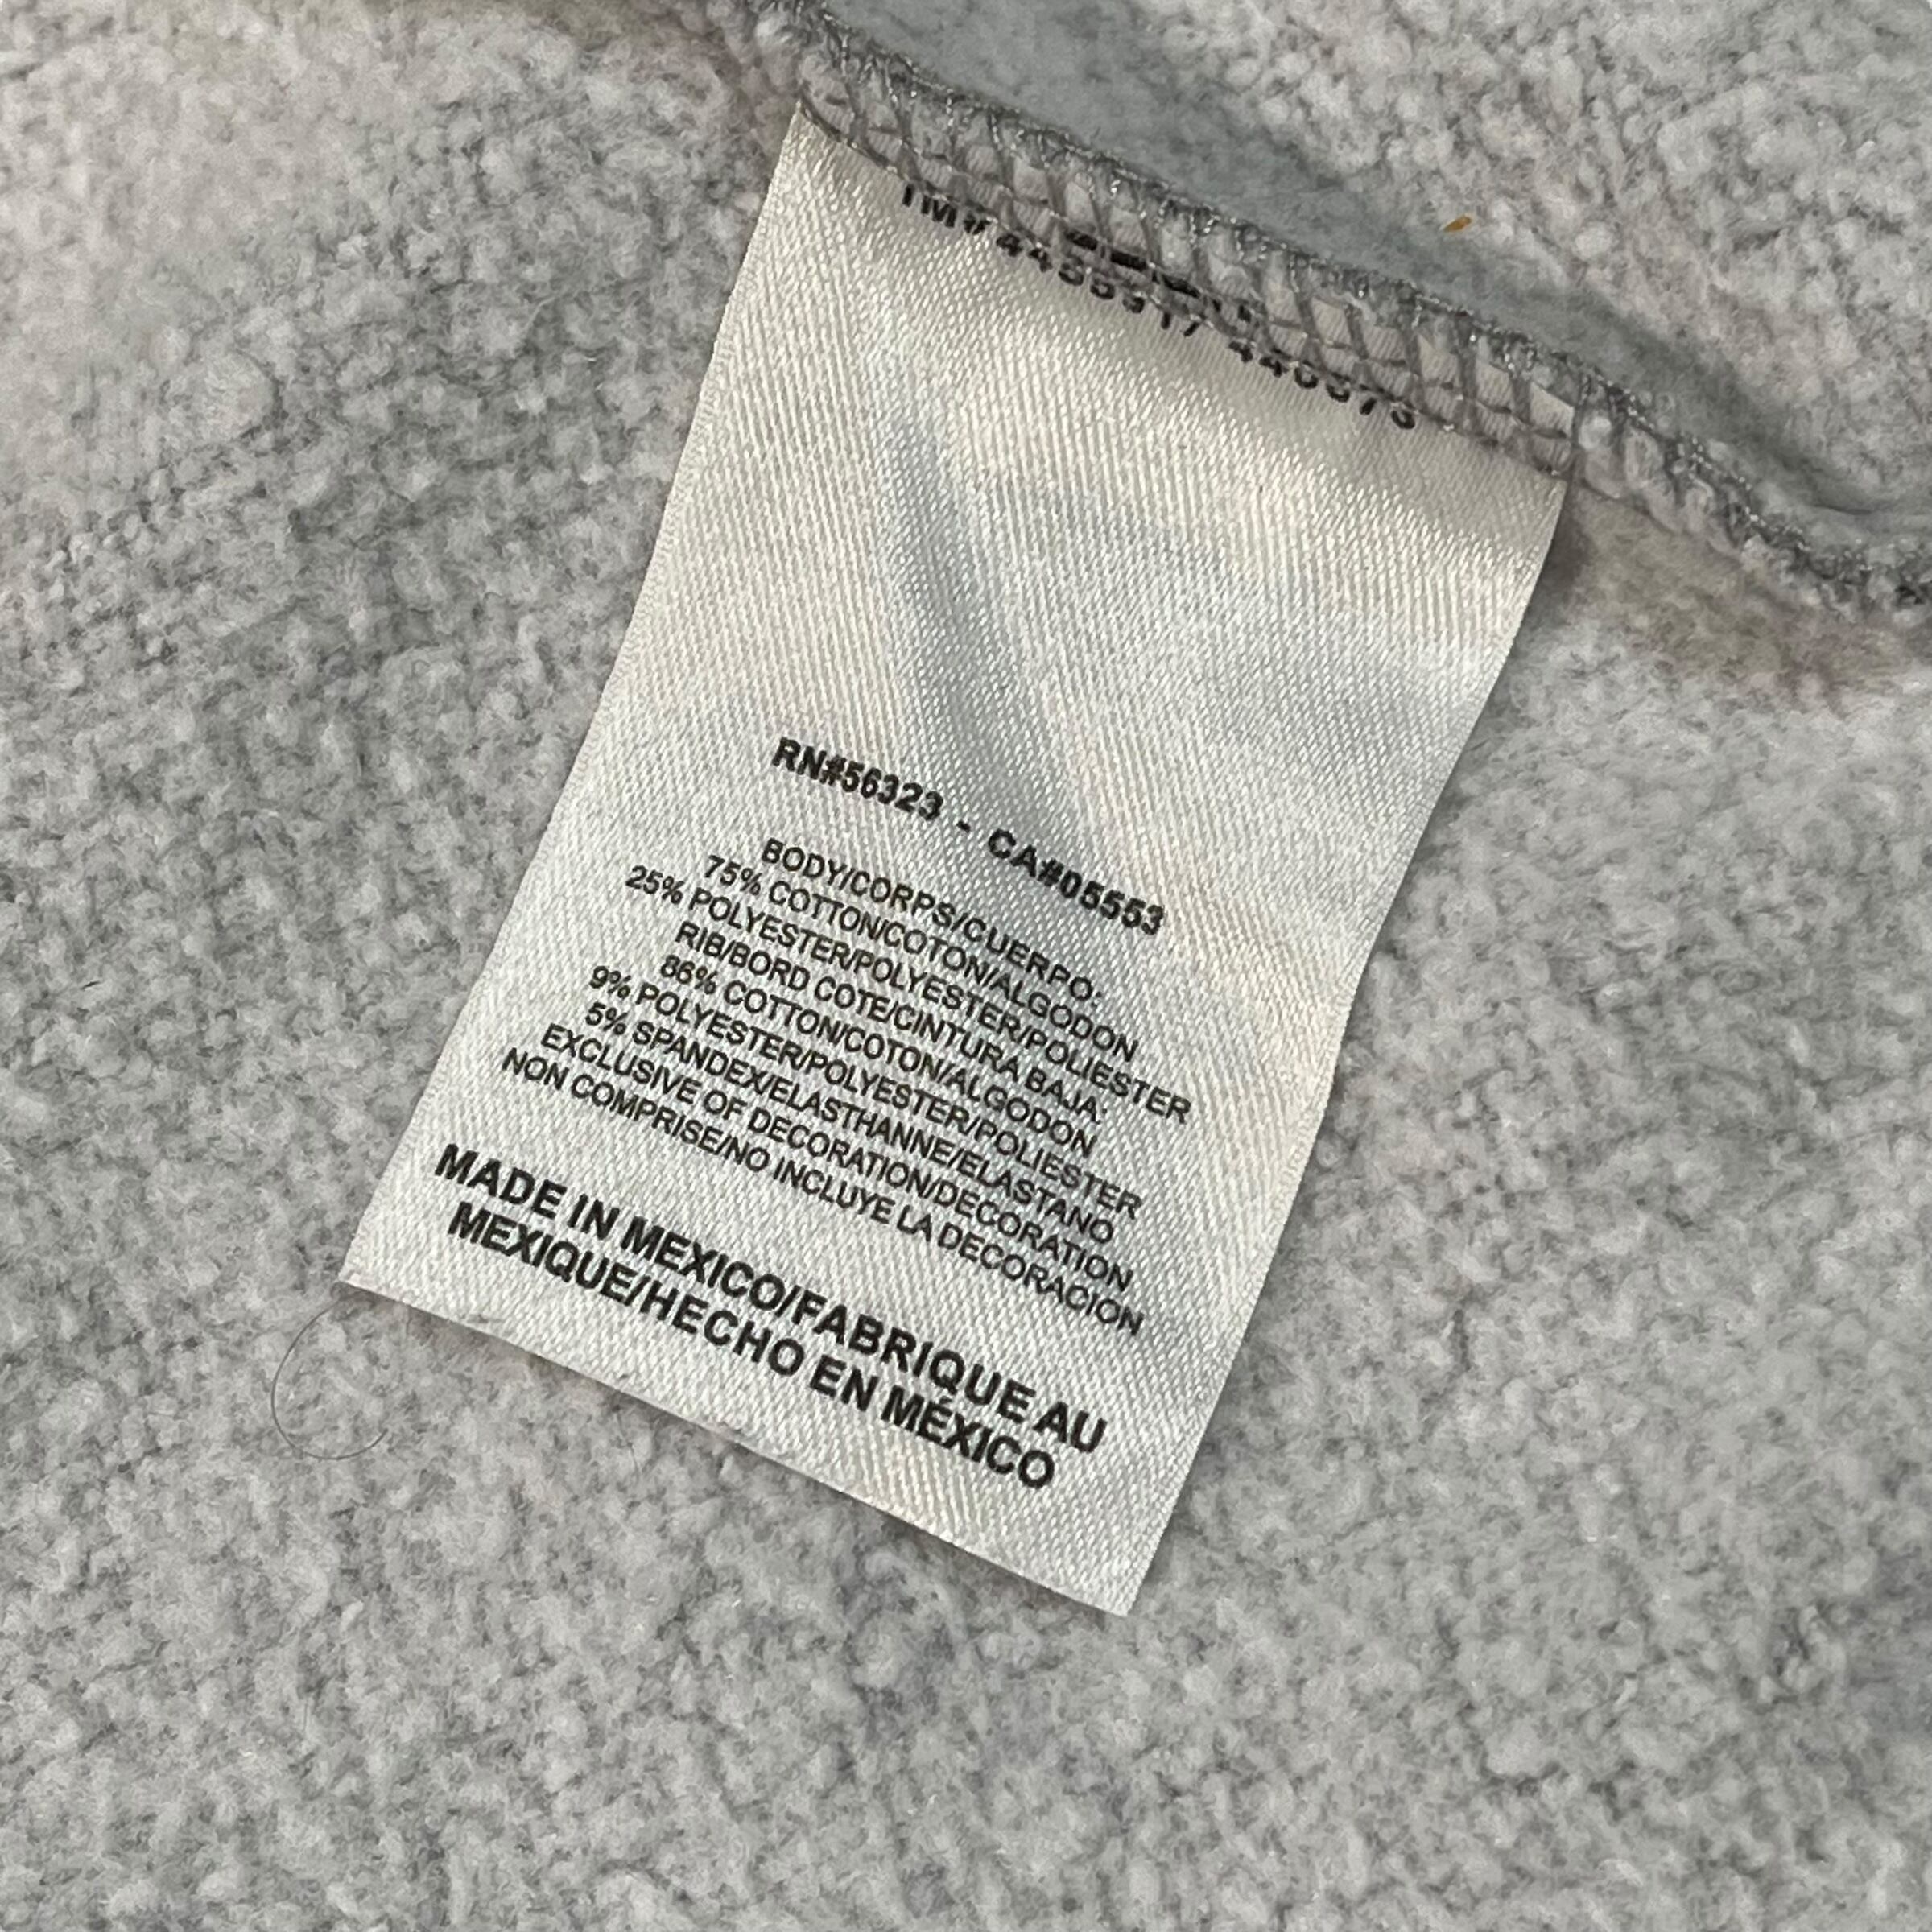 RN#56323 - CA#05553
BODY/CORPS/CUERPO:
75% COTTON/COTON/ALGODON
25% POLYESTER/POLYESTER/POLIESTER
RIB/BORD COTE/CINTURA BAJA:
86% COTTON/COTON/ALGODON
9% POLYESTER/POLYESTER/POLIESTER
5% SPANDEX/ELASTHANNE/ELASTANO
EXCLUSIVE OF DECORATION/DECORATION
NON COMPRISE/NO INCLUYE LA DECORACION
MADE IN MEXICO/FABRIQUE AU
MEXIQUE/HECHO EN MÉXICO